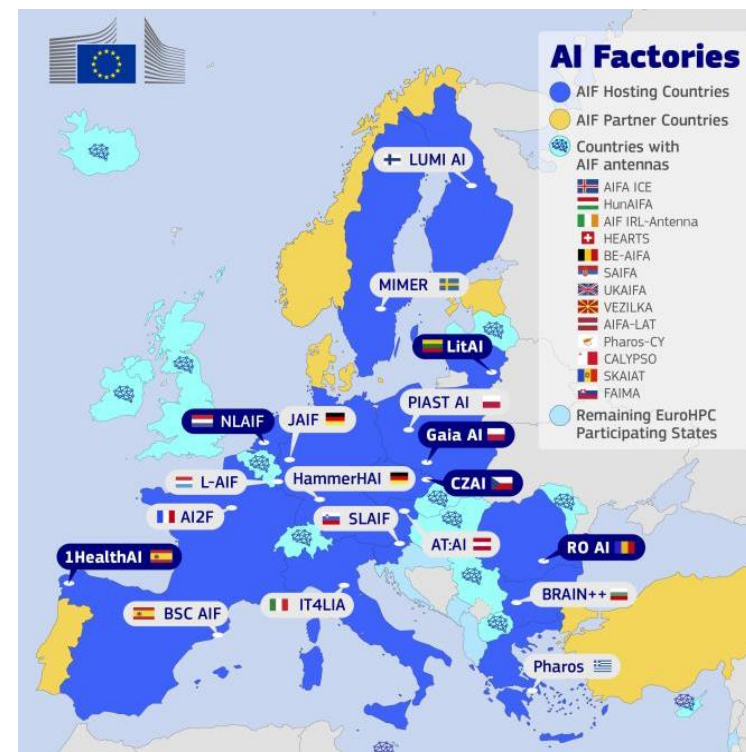 AI Factories
AIF Hosting Countries
AIF Partner Countries
Countries with
AIF antennas
AIFA ICE
HunAIFA
AIF IRL-Antenna
HEARTS
BE-AIFA
SAIFA
UKAIFA
VEZILKA
AIFA-LAT
Pharos-CY
CALYPSO
SKAIAT
FAIMA
Remaining EuroHPC
Participating States
LUMI AI
MIMER
LitAI
PIAST AI
NLAIF
JAIF
Gaia AI
L-AIF
HammerHAI
CZAI
AI2F
SLAIF
AT:AI
1HealthAI
RO AI
BSC AIF
IT4LIA
BRAIN++
Pharos